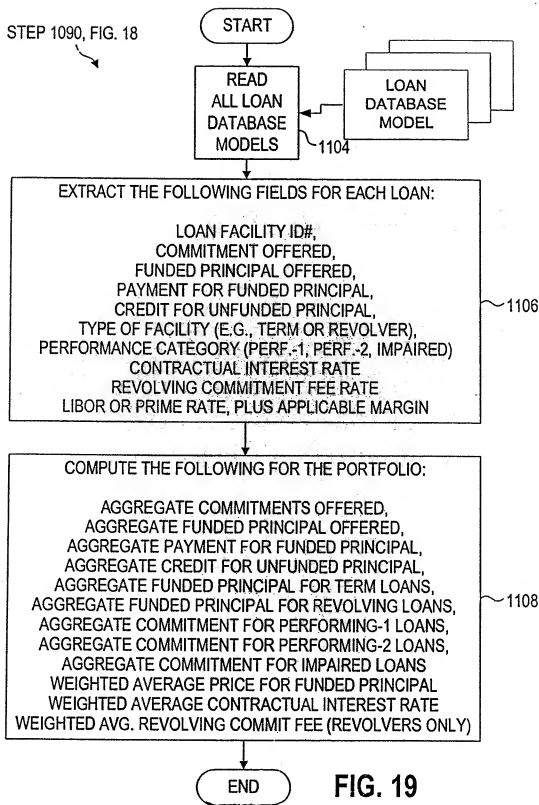 STEP 1090, FIG. 18
START
READ
ALL LOAN
DATABASE
MODELS
1104
LOAN
DATABASE
MODEL
EXTRACT THE FOLLOWING FIELDS FOR EACH LOAN:
LOAN FACILITY ID#,
COMMITMENT OFFERED,
FUNDED PRINCIPAL OFFERED,
PAYMENT FOR FUNDED PRINCIPAL,
CREDIT FOR UNFUNDED PRINCIPAL,
TYPE OF FACILITY (E.G., TERM OR REVOLVER),
PERFORMANCE CATEGORY (PERF.-1, PERF.-2, IMPAIRED)
CONTRACTUAL INTEREST RATE
REVOLVING COMMITMENT FEE RATE
LIBOR OR PRIME RATE, PLUS APPLICABLE MARGIN
1106
COMPUTE THE FOLLOWING FOR THE PORTFOLIO:
AGGREGATE COMMITMENTS OFFERED,
AGGREGATE FUNDED PRINCIPAL OFFERED,
AGGREGATE PAYMENT FOR FUNDED PRINCIPAL,
AGGREGATE CREDIT FOR UNFUNDED PRINCIPAL,
AGGREGATE FUNDED PRINCIPAL FOR TERM LOANS,
AGGREGATE FUNDED PRINCIPAL FOR REVOLVING LOANS,
AGGREGATE COMMITMENT FOR PERFORMING-1 LOANS,
AGGREGATE COMMITMENT FOR PERFORMING-2 LOANS,
AGGREGATE COMMITMENT FOR IMPAIRED LOANS
WEIGHTED AVERAGE PRICE FOR FUNDED PRINCIPAL
WEIGHTED AVERAGE CONTRACTUAL INTEREST RATE
WEIGHTED AVG. REVOLVING COMMIT FEE (REVOLVERS ONLY)
1108
END
FIG. 19